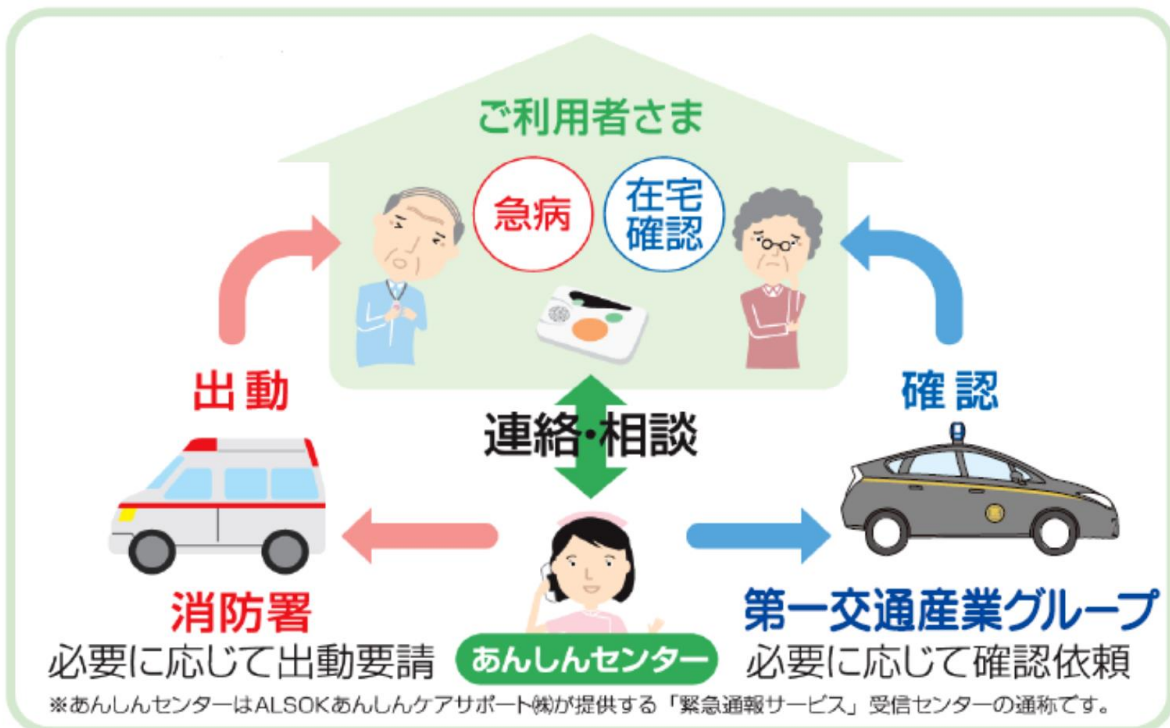 ご利用者さま
急病
在宅
確認
出動
確認
連絡・相談
消防署
必要に応じて出動要請
あんしんセンター
第一交通産業グループ
必要に応じて確認依頼
※あんしんセンターはALSOKあんしんケアサポート㈱が提供する「緊急通報サービス」受信センターの通称です。